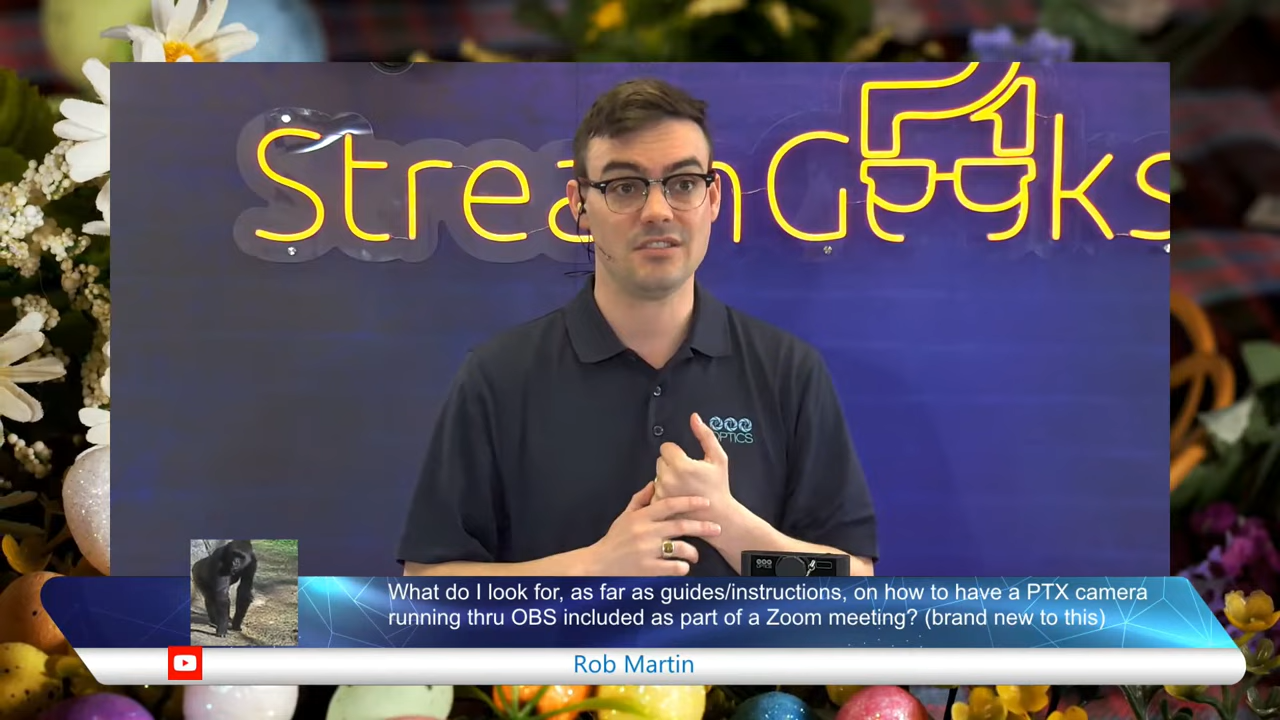 StreamGeeks
OPTICS
What do I look for, as far as guides/instructions, on how to have a PTX camera
running thru OBS included as part of a Zoom meeting? (brand new to this)
Rob Martin